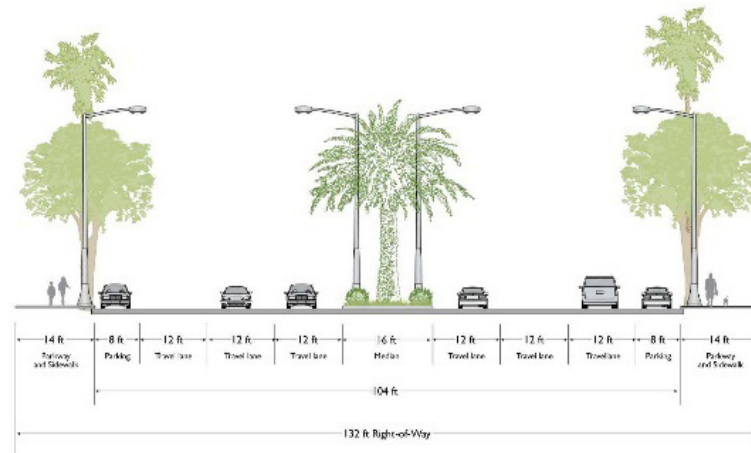 14 ft 8 ft 12 ft 12 ft 12 ft 16 ft 12 ft 12 ft 12 ft 8 ft 14 ft
Parkway and Sidewalk Parking Travel lane Travel lane Travel lane Median Travel lane Travel lane Travel lane Parking Parkway and Sidewalk
104 ft
132 ft Right-of-Way